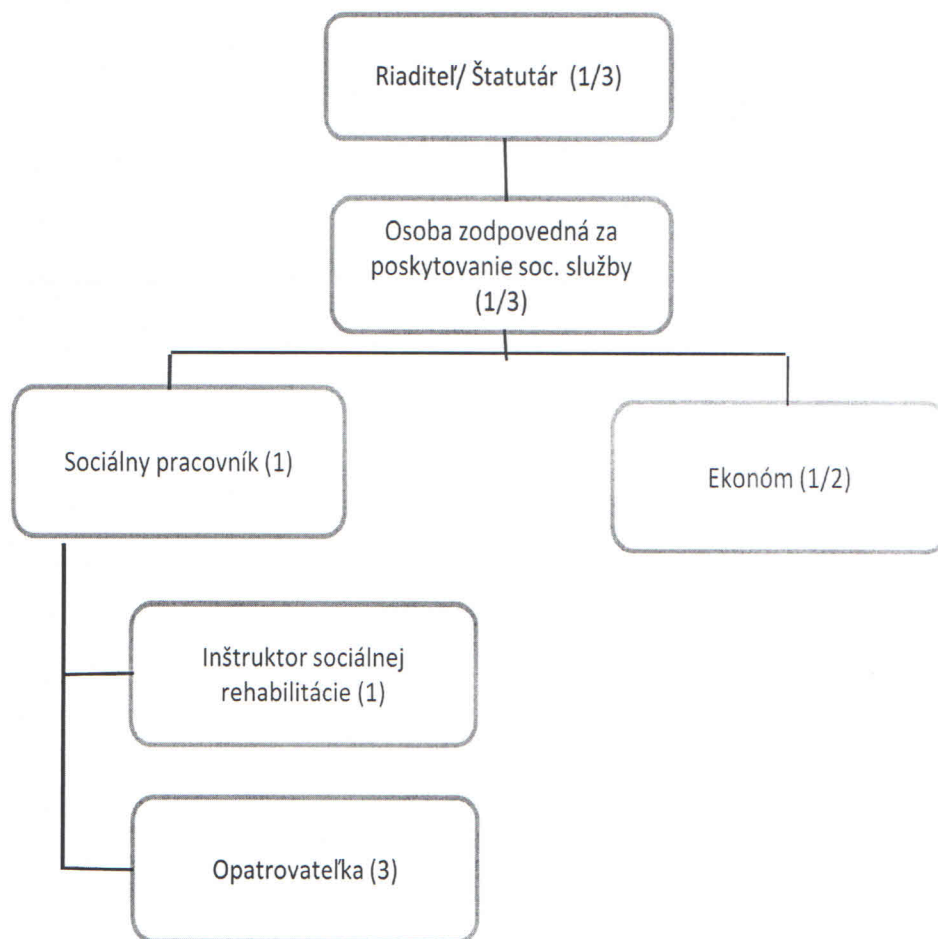 Riaditeľ/ Štatutár (1/3)
Osoba zodpovedná za
poskytovanie soc. služby
(1/3)
Sociálny pracovník (1)
Ekonóm (1/2)
Inštruktor sociálnej
rehabilitácie (1)
Opatrovateľka (3)